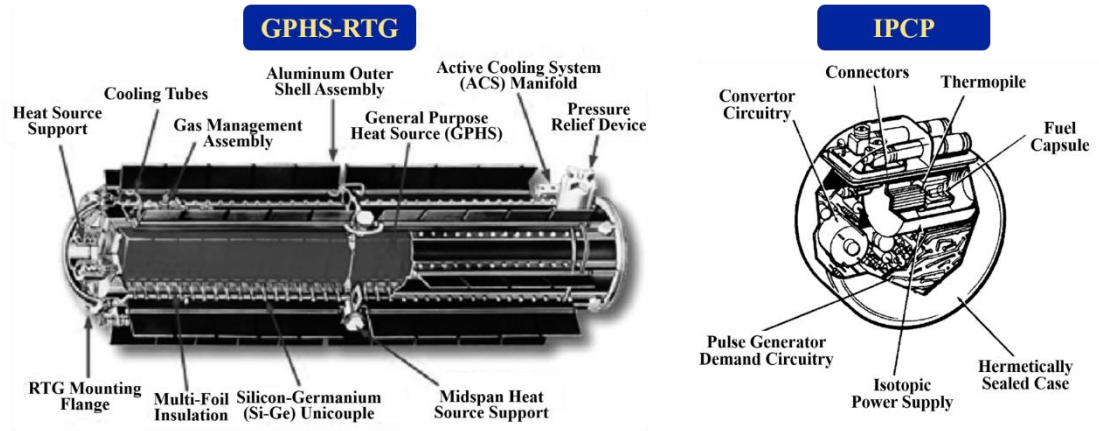 GPHS-RTG
Aluminum Outer
Shell Assembly
Active Cooling System
(ACS) Manifold
Cooling Tubes
Pressure
Relief Device
Heat Source
Support
Gas Management
Assembly
General Purpose
Heat Source (GPHS)
RTG Mounting
Flange
Multi-Foil
Insulation
Silicon-Germanium
(Si-Ge) Unicouple
Midspan Heat
Source Support
IPCP
Connectors
Thermopile
Convertor
Circuitry
Fuel
Capsule
Pulse Generator
Demand Circuitry
Isotopic
Power Supply
Hermetically
Sealed Case